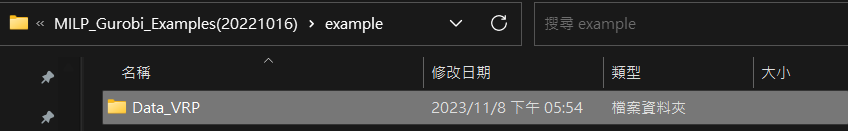 « MILP_Gurobi_Examples(20221016) › example 搜尋 example
名稱 修改日期 類型 大小
Data_VRP 2023/11/8 下午 05:54 檔案資料夾